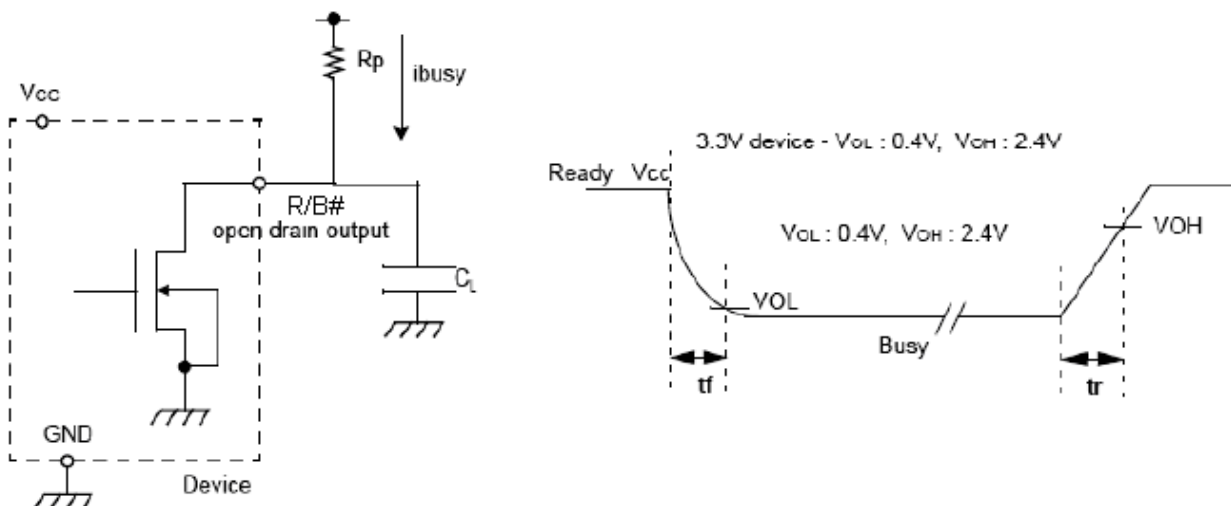 Rp
ibusy
Vcc
R/B#
open drain output
CL
GND
Device
3.3V device - VOL : 0.4V, VOH : 2.4V
Ready Vcc
VOL : 0.4V, VOH : 2.4V
VOH
VOL
Busy
tf
tr